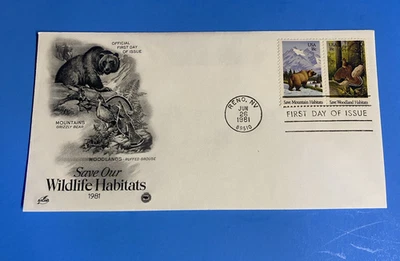 OFFICIAL
FIRST DAY
OF ISSUE
MOUNTAINS
GRIZZLY BEAR
WOODLANDS - RUFFED GROUSE
Save Our
Wildlife Habitats
1981
RENO, NV
JUN
26
1981
89510
USA
Save Mountain Habitats
USA
Save Woodland Habitats
FIRST DAY OF ISSUE